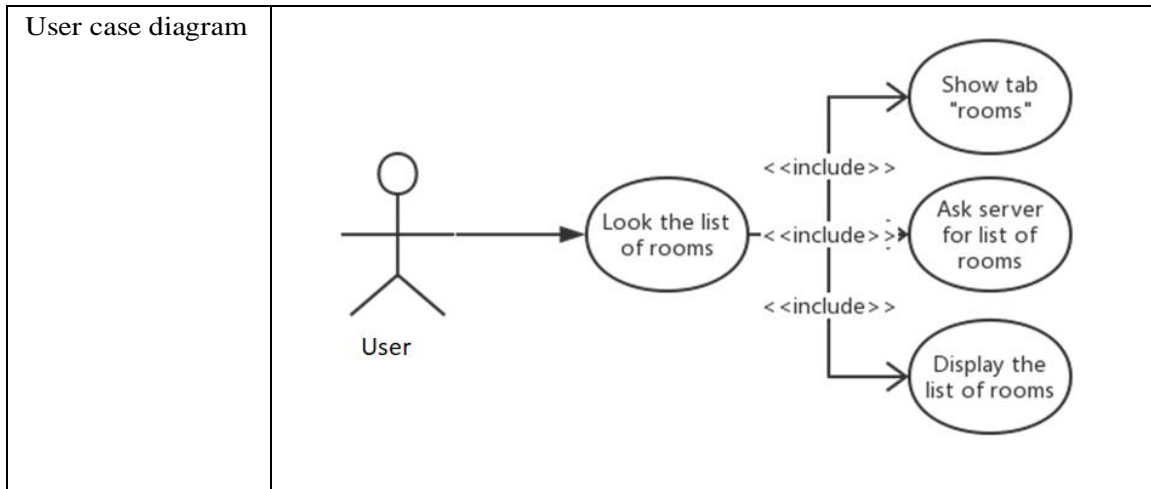 User case diagram
Show tab
"rooms"
<<include>>
Look the list
of rooms
<<include>>
Ask server
for list of
rooms
<<include>>
Display the
list of rooms
User